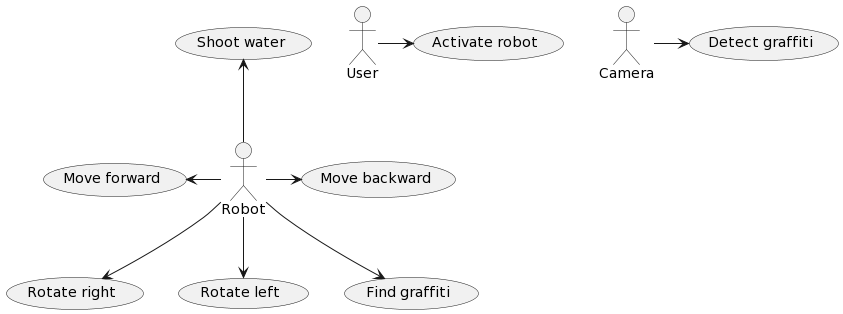 Shoot water
User
Activate robot
Camera
Detect graffiti
Move forward
Robot
Move backward
Rotate right
Rotate left
Find graffiti